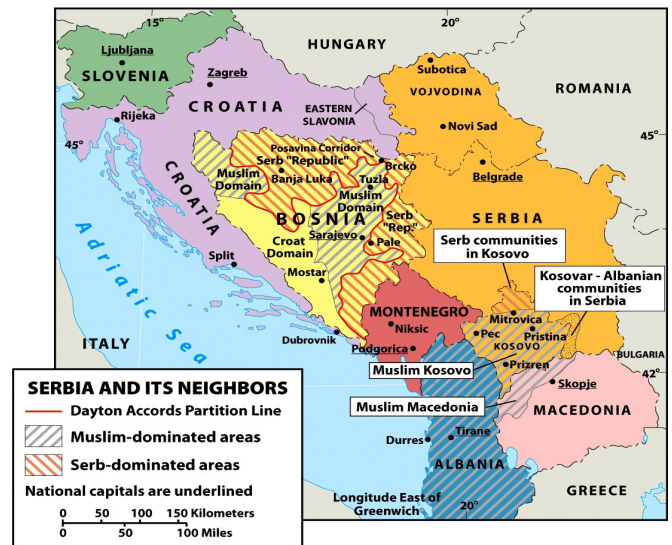 15°
20°
HUNGARY
ROMANIA
Ljubljana
SLOVENIA
Zagreb
CROATIA
Rijeka
45°
EASTERN
SLAVONIA
Subotica
VOJVODINA
Novi Sad
45°
Belgrade
SERBIA
CROATIA
Muslim
Domain
Posavina Corridor
Serb "Republic"
Banja Luka
Brcko
Tuzla
Muslim
Domain
BOSNIA
Serb
"Rep."
Sarajevo
Pale
Croat
Domain
Mostar
Split
Adriatic Sea
ITALY
Dubrovnik
Serb communities
in Kosovo
Kosovar - Albanian
communities
in Serbia
MONTENEGRO
Niksic
Podgorica
Mitrovica
Pec
Pristina
KOSOVO
Prizren
BULGARIA
42°
Muslim Kosovo
Skopje
Muslim Macedonia
MACEDONIA
Durres
Tirane
ALBANIA
GREECE
Longitude East of
Greenwich
20°
SERBIA AND ITS NEIGHBORS
Dayton Accords Partition Line
Muslim-dominated areas
Serb-dominated areas
National capitals are underlined
0 50 100 150 Kilometers
0 50 100 Miles